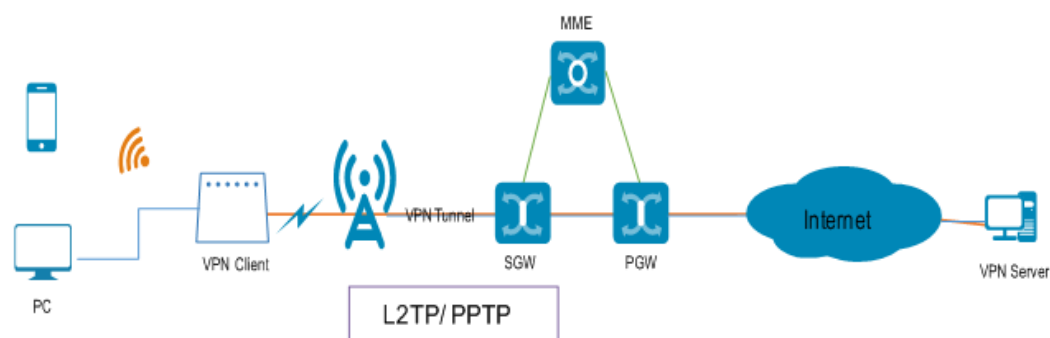 MME
VPN Tunnel
Internet
VPN Client
SGW
PGW
VPN Server
PC
L2TP/ PPTP